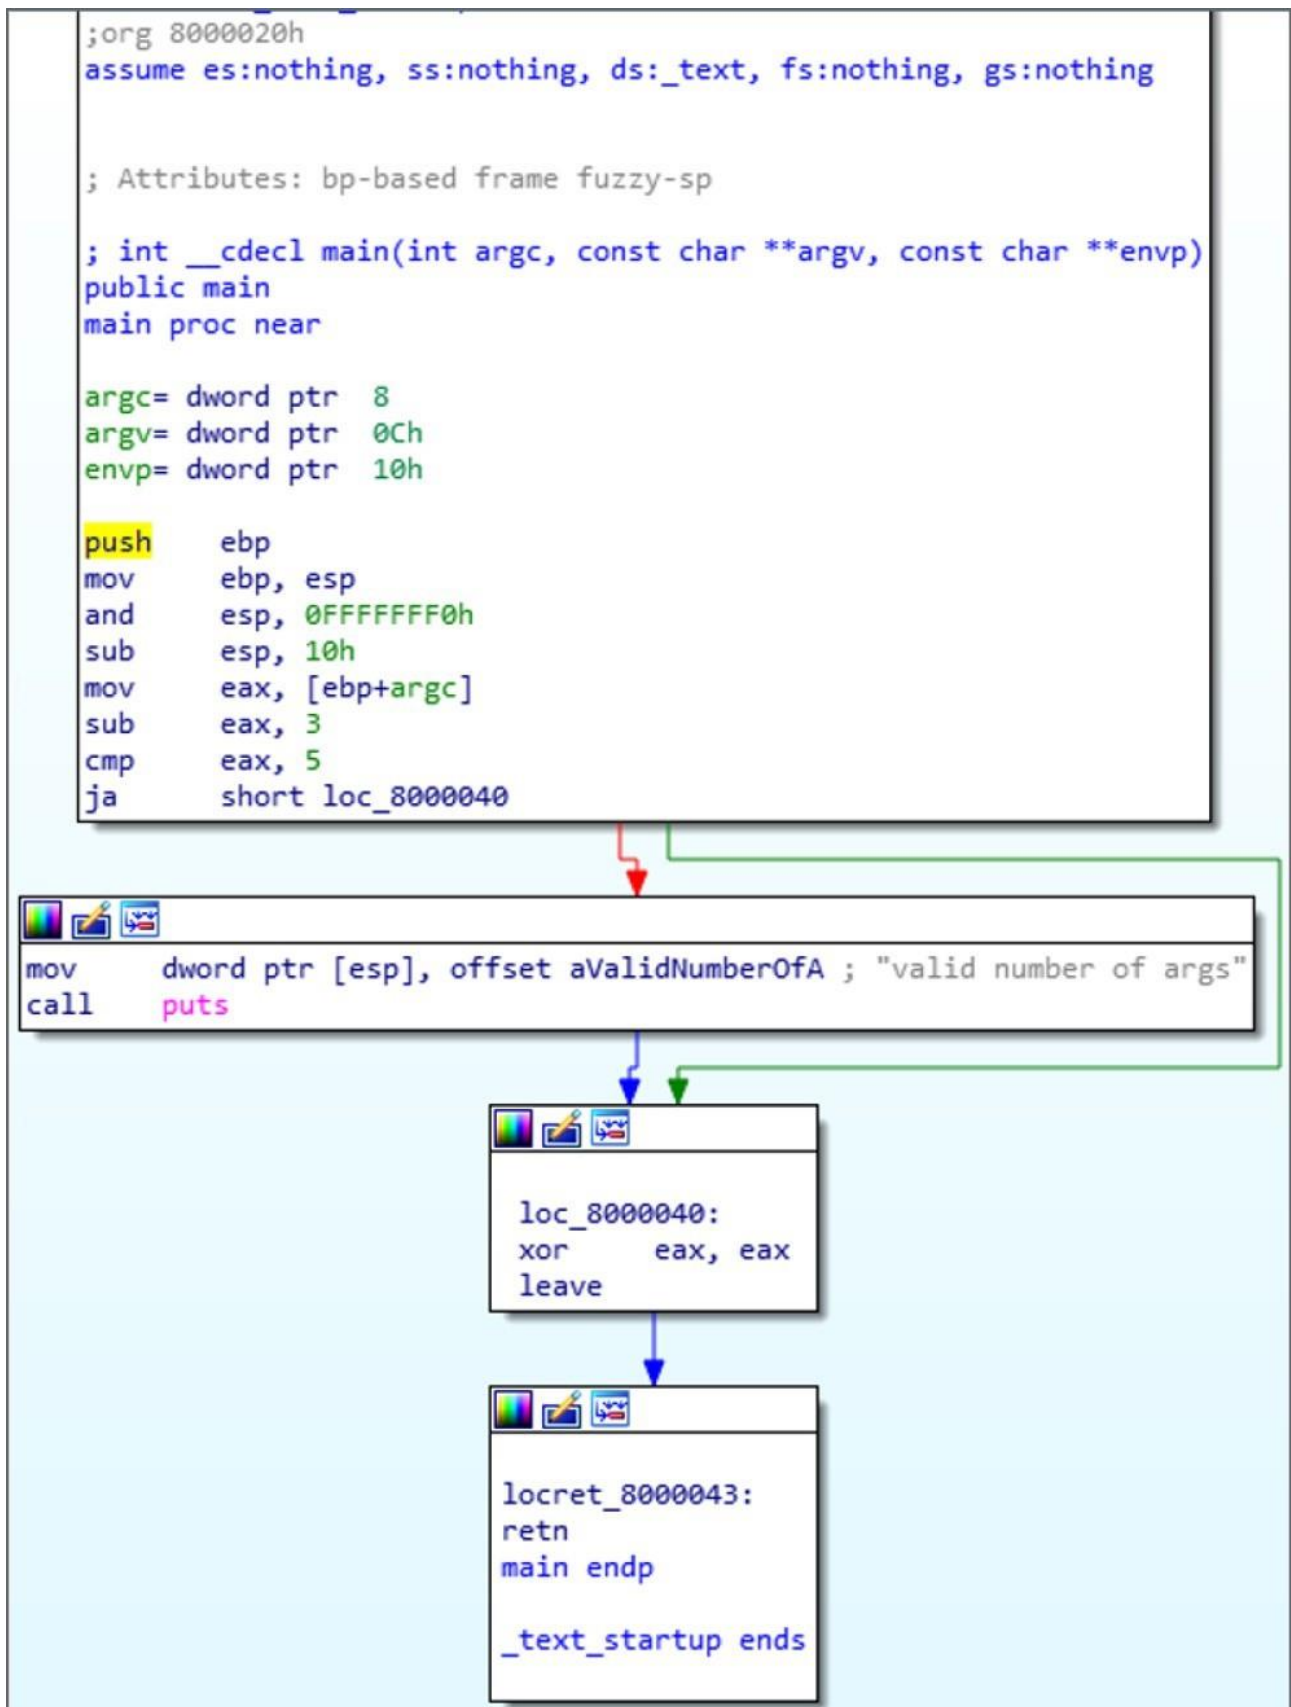 ;org 8000020h
assume es:nothing, ss:nothing, ds:_text, fs:nothing, gs:nothing
; Attributes: bp-based frame fuzzy-sp
; int __cdecl main(int argc, const char **argv, const char **envp)
public main
main proc near
argc= dword ptr  8
argv= dword ptr  0Ch
envp= dword ptr  10h
push    ebp
mov     ebp, esp
and     esp, 0FFFFFFF0h
sub     esp, 10h
mov     eax, [ebp+argc]
sub     eax, 3
cmp     eax, 5
ja      short loc_8000040
mov     dword ptr [esp], offset aValidNumberOfA ; "valid number of args"
call    puts
loc_8000040:
xor     eax, eax
leave
locret_8000043:
retn
main endp
_text_startup ends